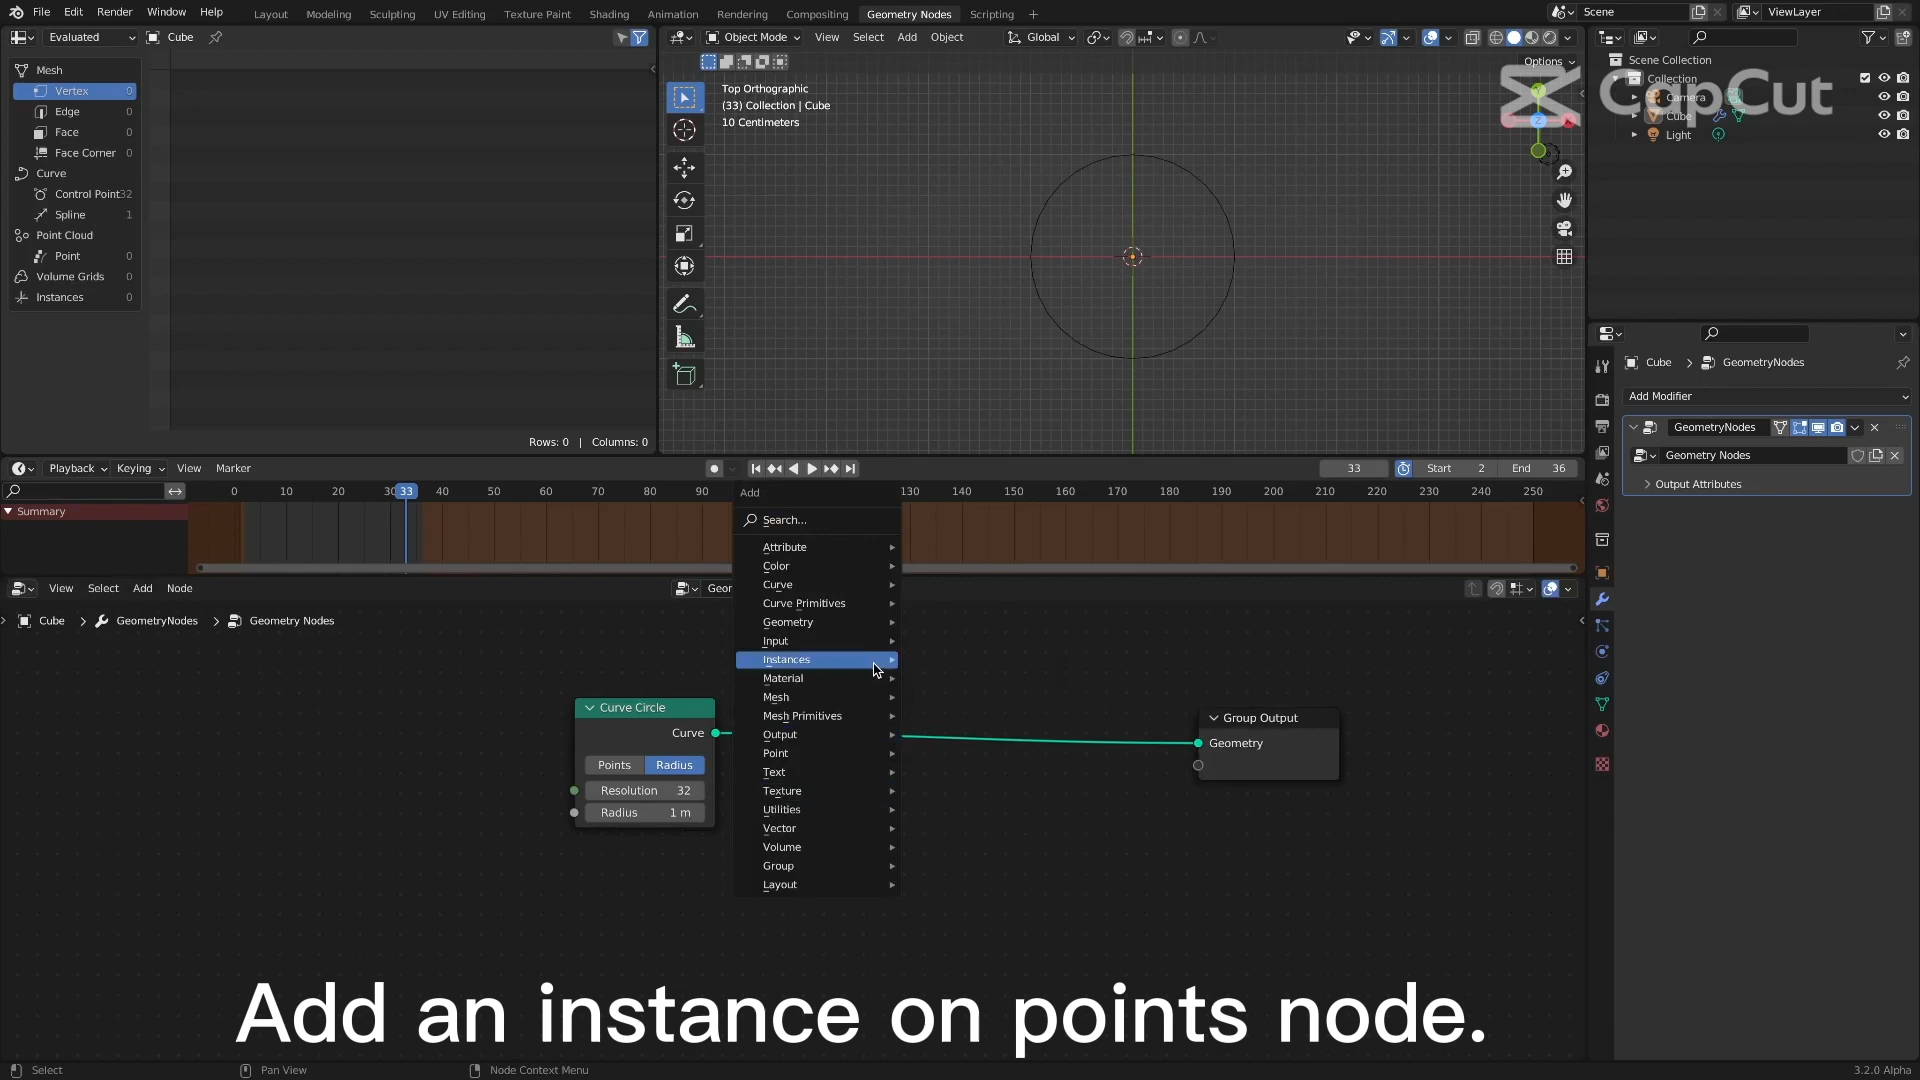 File Edit Render Window Help Layout Modeling Sculpting UV Editing Texture Paint Shading Animation Rendering Compositing Geometry Nodes Scripting + Scene ViewLayer
Evaluated Cube
Object Mode View Select Add Object Global
Options
Mesh
Vertex 0
Edge 0
Face 0
Face Corner 0
Curve
Control Point 32
Spline 1
Point Cloud
Point 0
Volume Grids 0
Instances 0
Rows: 0 | Columns: 0
Top Orthographic
(33) Collection | Cube
10 Centimeters
Z
CapCut
Scene Collection
Collection
Camera
Cube
Light
Cube > GeometryNodes
Add Modifier
GeometryNodes
Geometry Nodes
Output Attributes
Playback Keying View Marker
33 Start 2 End 36
0 10 20 30 33 40 50 60 70 80 90 130 140 150 160 170 180 190 200 210 220 230 240 250
Summary
View Select Add Node
Geor
Cube > GeometryNodes > Geometry Nodes
Add
Search...
Attribute
Color
Curve
Curve Primitives
Geometry
Input
Instances
Material
Mesh
Mesh Primitives
Output
Point
Text
Texture
Utilities
Vector
Volume
Group
Layout
Curve Circle
Curve
Points Radius
Resolution 32
Radius 1 m
Group Output
Geometry
Add an instance on points node.
Select Pan View Node Context Menu 3.2.0 Alpha